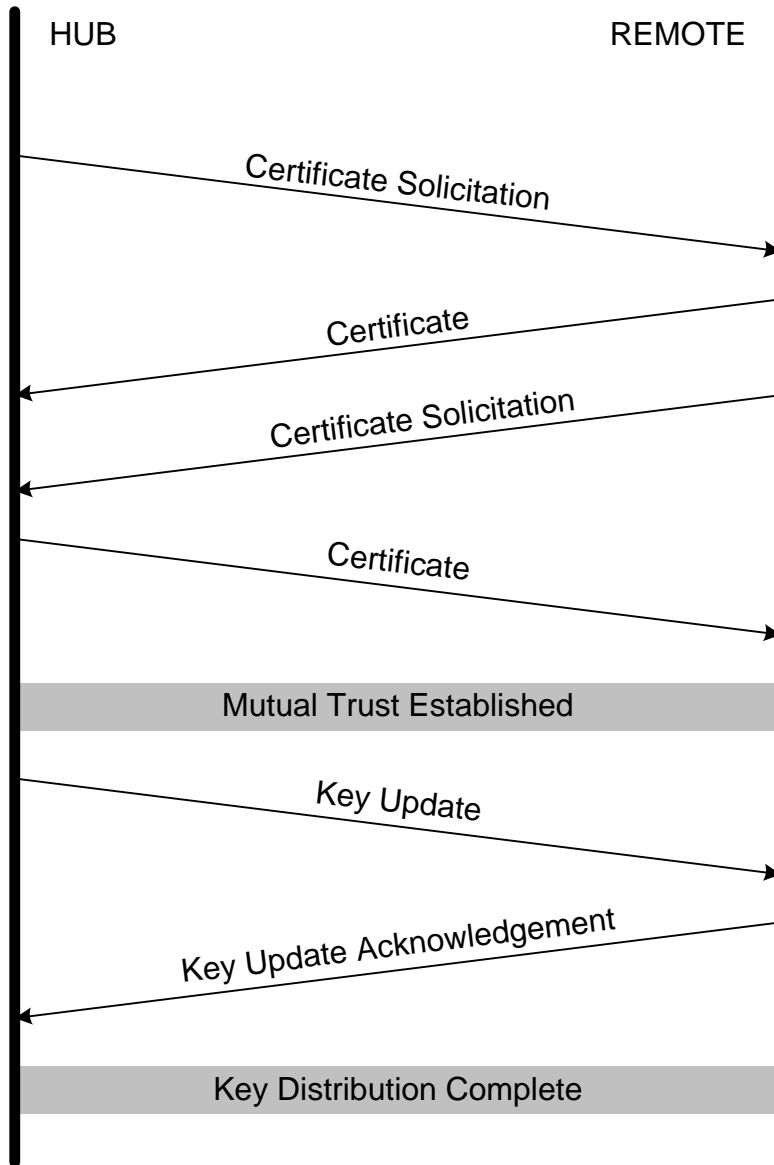 HUB
REMOTE
Certificate Solicitation
Certificate
Certificate Solicitation
Certificate
Mutual Trust Established
Key Update
Key Update Acknowledgement
Key Distribution Complete